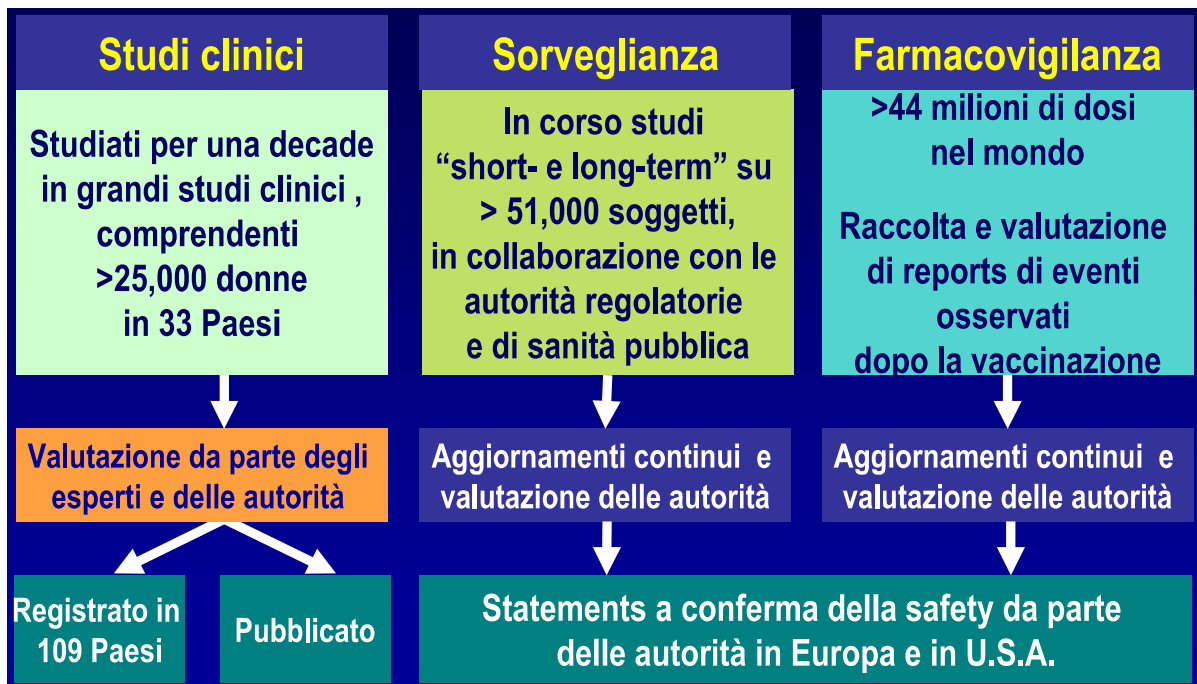 Studi clinici
Studiati per una decade
in grandi studi clinici ,
comprendenti
>25,000 donne
in 33 Paesi
Valutazione da parte degli
esperti e delle autorità
Registrato in
109 Paesi
Pubblicato
Sorveglianza
In corso studi
“short- e long-term” su
> 51,000 soggetti,
in collaborazione con le
autorità regolatorie
e di sanità pubblica
Aggiornamenti continui e
valutazione delle autorità
Farmacovigilanza
>44 milioni di dosi
nel mondo
Raccolta e valutazione
di reports di eventi
osservati
dopo la vaccinazione
Aggiornamenti continui e
valutazione delle autorità
Statements a conferma della safety da parte
delle autorità in Europa e in U.S.A.